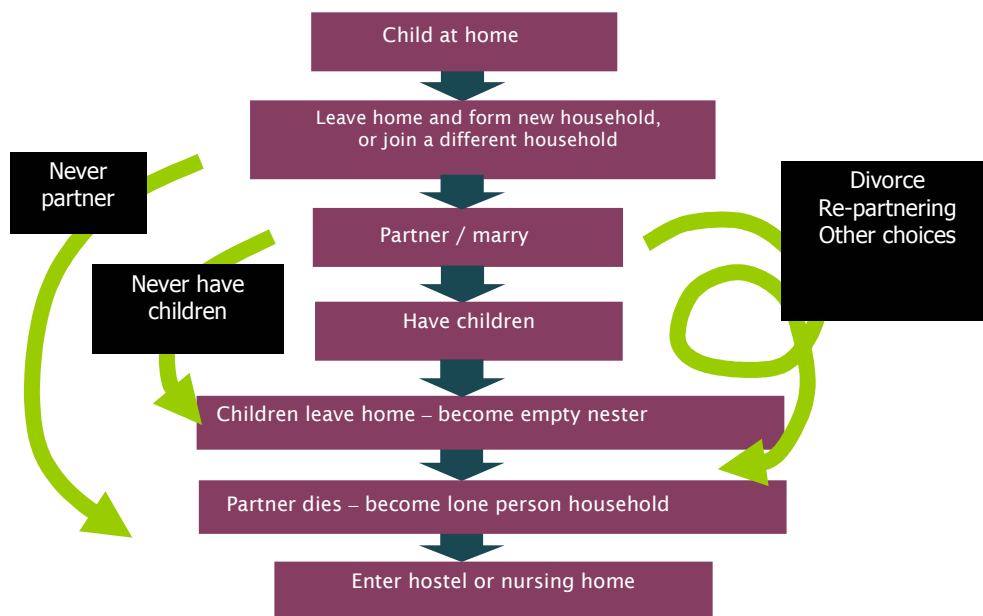 Child at home
Leave home and form new household,
or join a different household
Never
partner
Divorce
Re-partnering
Other choices
Partner / marry
Never have
children
Have children
Children leave home – become empty nester
Partner dies – become lone person household
Enter hostel or nursing home